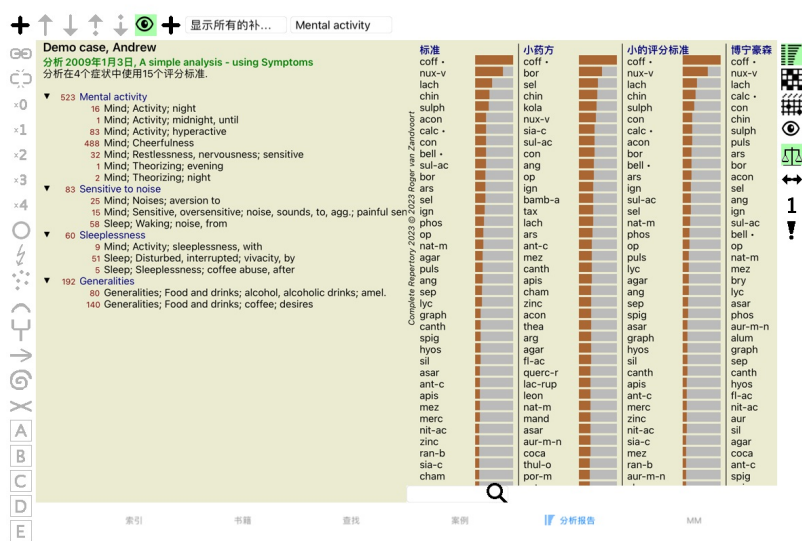 显示所有的补... Mental activity
Demo case, Andrew
分析 2009年1月3日, A simple analysis - using Symptoms
分析在4个症状中使用15个评分标准.
▼ 523 Mental activity
16 Mind; Activity; night
1 Mind; Activity; midnight, until
83 Mind; Activity; hyperactive
488 Mind; Cheerfulness
32 Mind; Restlessness, nervousness; sensitive
1 Mind; Theorizing; evening
2 Mind; Theorizing; night
▼ 83 Sensitive to noise
25 Mind; Noises; aversion to
15 Mind; Sensitive, oversensitive; noise, sounds, to, agg.; painful sen
58 Sleep; Waking; noise, from
▼ 60 Sleeplessness
9 Mind; Activity; sleeplessness, with
51 Sleep; Disturbed, interrupted; vivacity, by
5 Sleep; Sleeplessness; coffee abuse, after
▼ 192 Generalities
80 Generalities; Food and drinks; alcohol, alcoholic drinks; amel.
140 Generalities; Food and drinks; coffee; desires
Complete Repertory 2023 © 2023 Roger van Zandvoort
标准
coff •
nux-v
lach
chin
sulph
acon
calc •
con
bell •
sul-ac
bor
ars
sel
ign
phos
op
nat-m
agar
puls
ang
sep
lyc
graph
canth
spig
hyos
sil
asar
ant-c
apis
mez
merc
nit-ac
zinc
ran-b
sia-c
cham
小药方
coff •
bor
sel
chin
kola
nux-v
sia-c
sul-ac
con
ang
op
ign
bamb-a
tax
lach
ars
ant-c
mez
canth
apis
cham
zinc
acon
thea
arg
agar
fl-ac
querc-r
lac-rup
leon
nat-m
mand
asar
aur-m-n
coca
thul-o
por-m
小的评分标准
coff •
nux-v
lach
chin
sulph
con
calc •
acon
bor
bell •
ars
ign
sul-ac
sel
nat-m
phos
op
puls
lyc
agar
ang
sep
spig
asar
graph
hyos
sil
canth
apis
ant-c
merc
zinc
nit-ac
sia-c
mez
ran-b
aur-m-n
博宁豪森
coff •
nux-v
lach
calc •
con
chin
sulph
puls
ars
bor
acon
sel
ang
ign
sul-ac
bell •
op
nat-m
mez
bry
lyc
asar
phos
aur-m-n
alum
graph
sep
canth
hyos
fl-ac
nit-ac
aur
sil
agar
coca
ant-c
spig
x0
x1
x2
x3
x4
A
B
C
D
E
1
索引 书籍 查找 案例 分析报告 MM